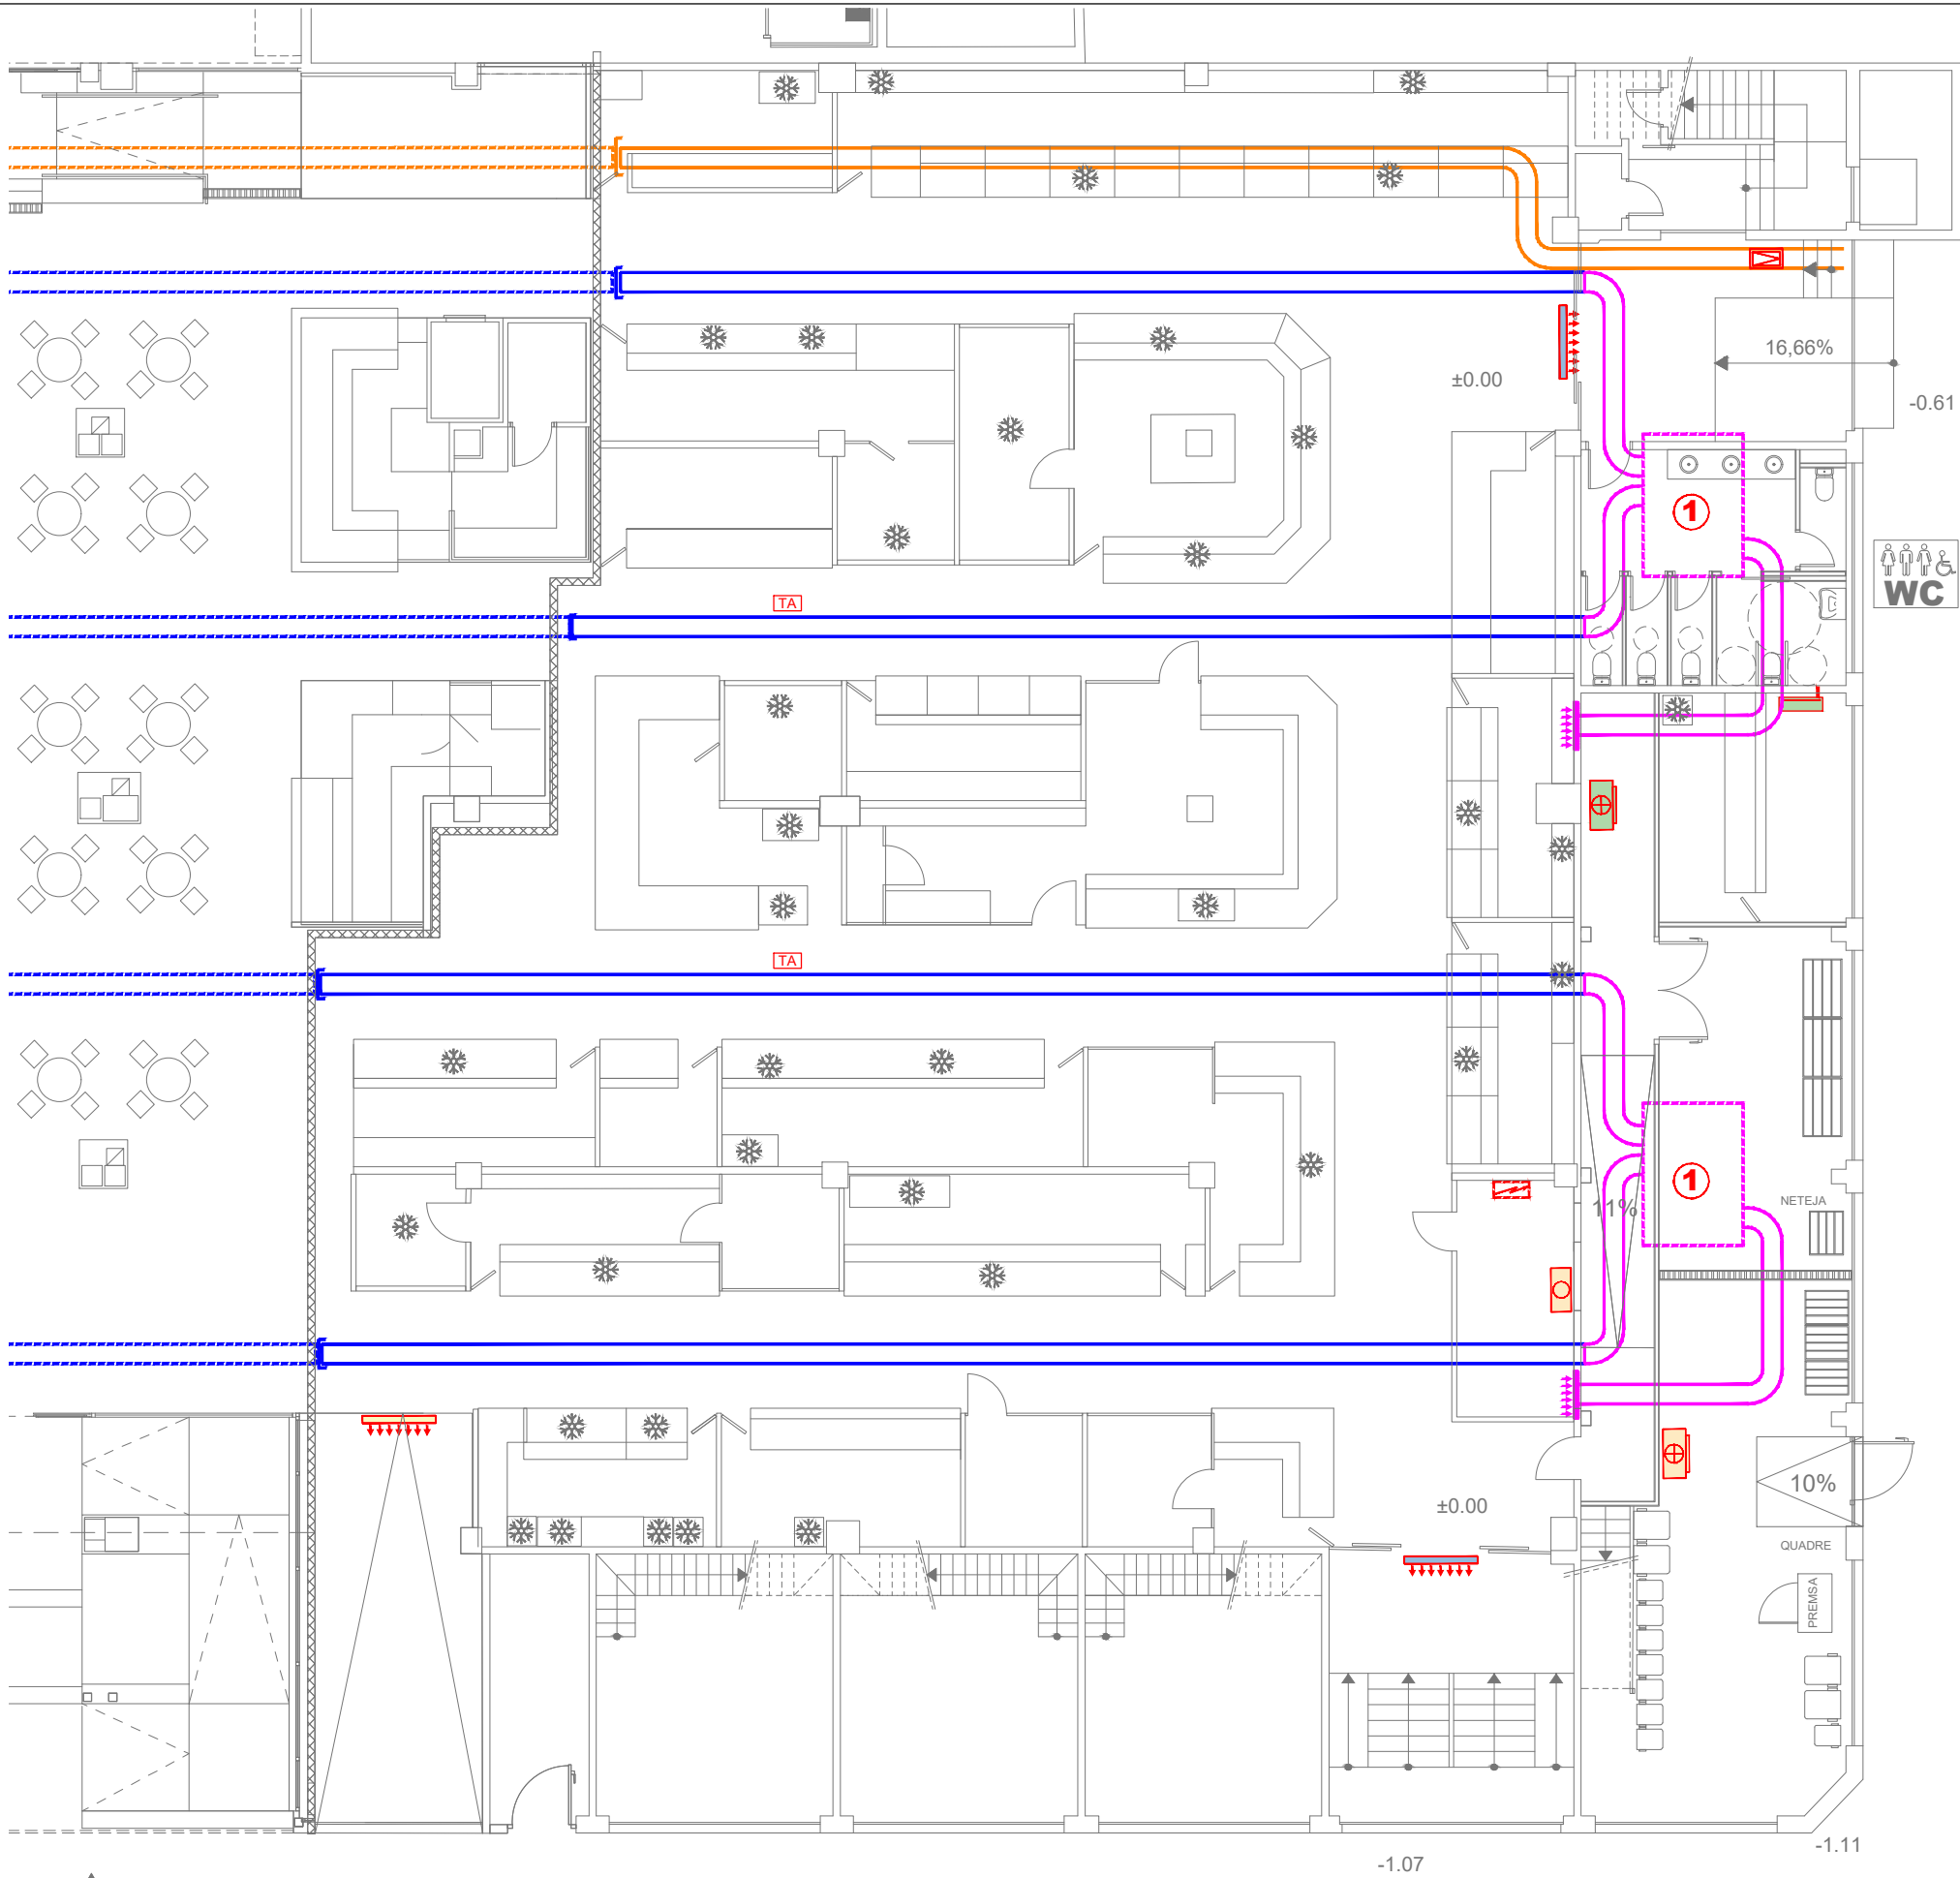 16,66%
±0.00
-0.61
1
WC
TA
TA
1
NETEJA
11%
10%
±0.00
QUADRE
PREMSA
-1.11
-1.07